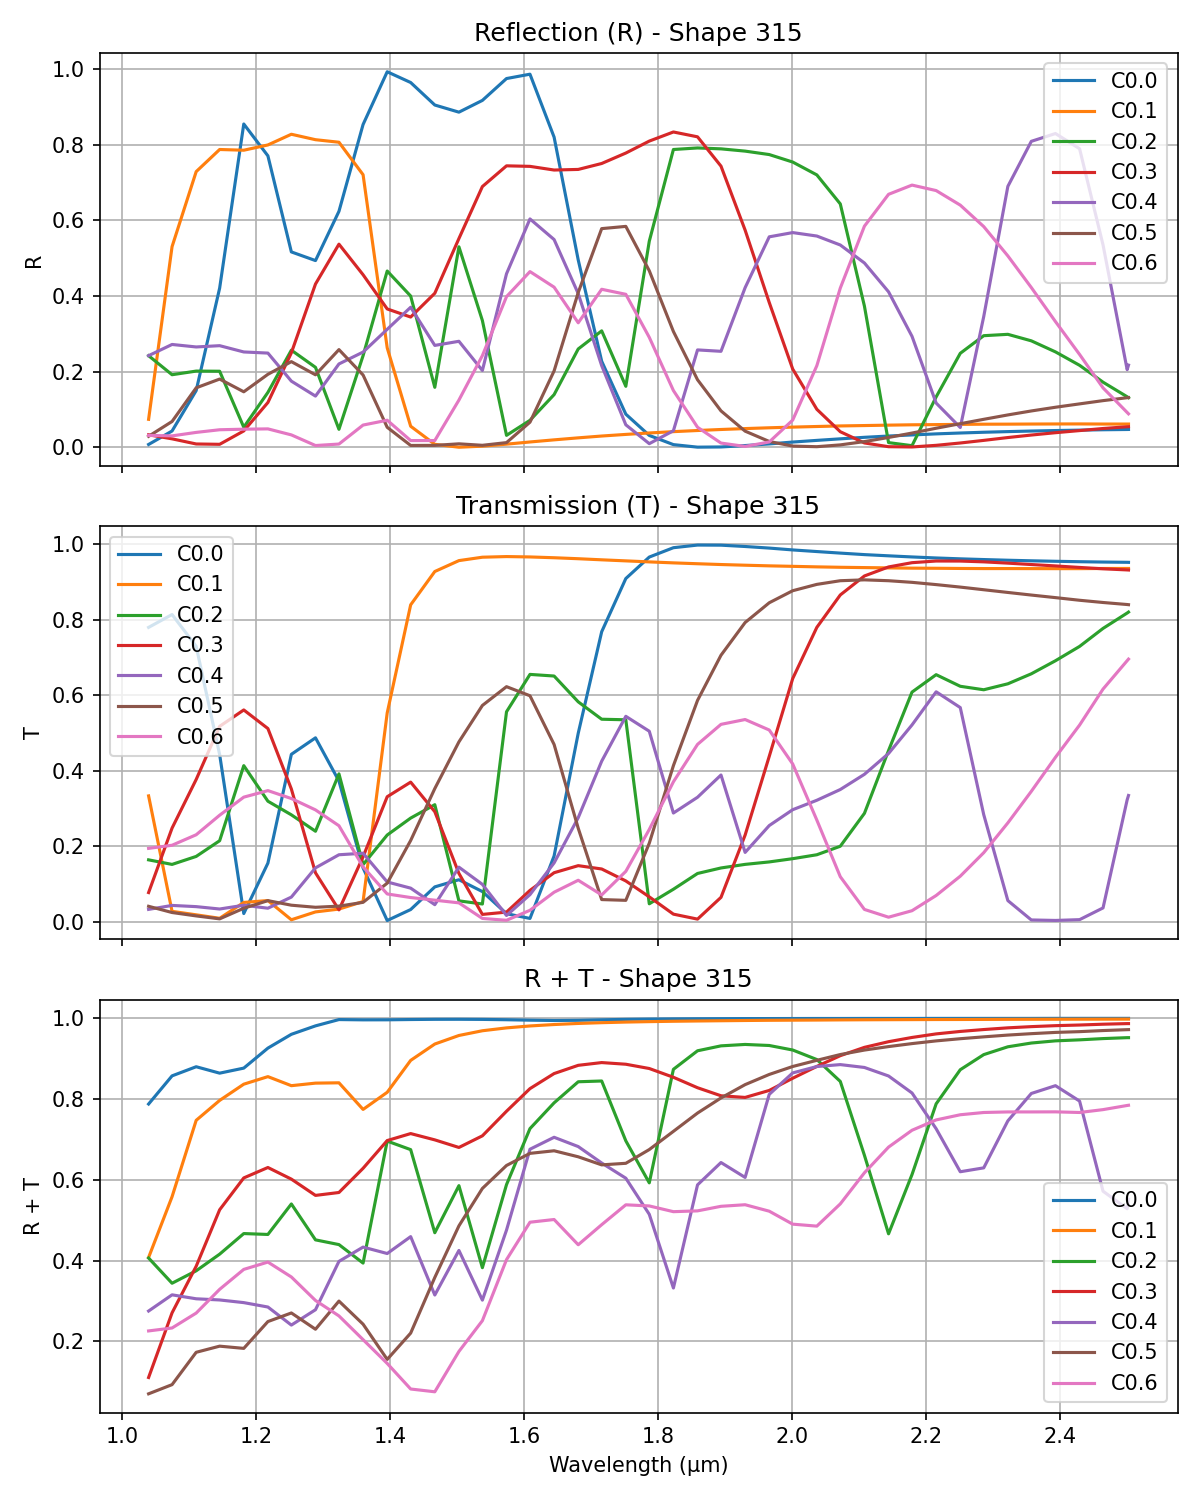 Reflection (R) - Shape 315
1.0
0.8
0.6
0.4
0.2
0.0
R
C0.0
C0.1
C0.2
C0.3
C0.4
C0.5
C0.6
Transmission (T) - Shape 315
1.0
0.8
0.6
0.4
0.2
0.0
T
C0.0
C0.1
C0.2
C0.3
C0.4
C0.5
C0.6
R + T - Shape 315
1.0
0.8
0.6
0.4
0.2
R + T
C0.0
C0.1
C0.2
C0.3
C0.4
C0.5
C0.6
1.0 1.2 1.4 1.6 1.8 2.0 2.2 2.4
Wavelength (μm)